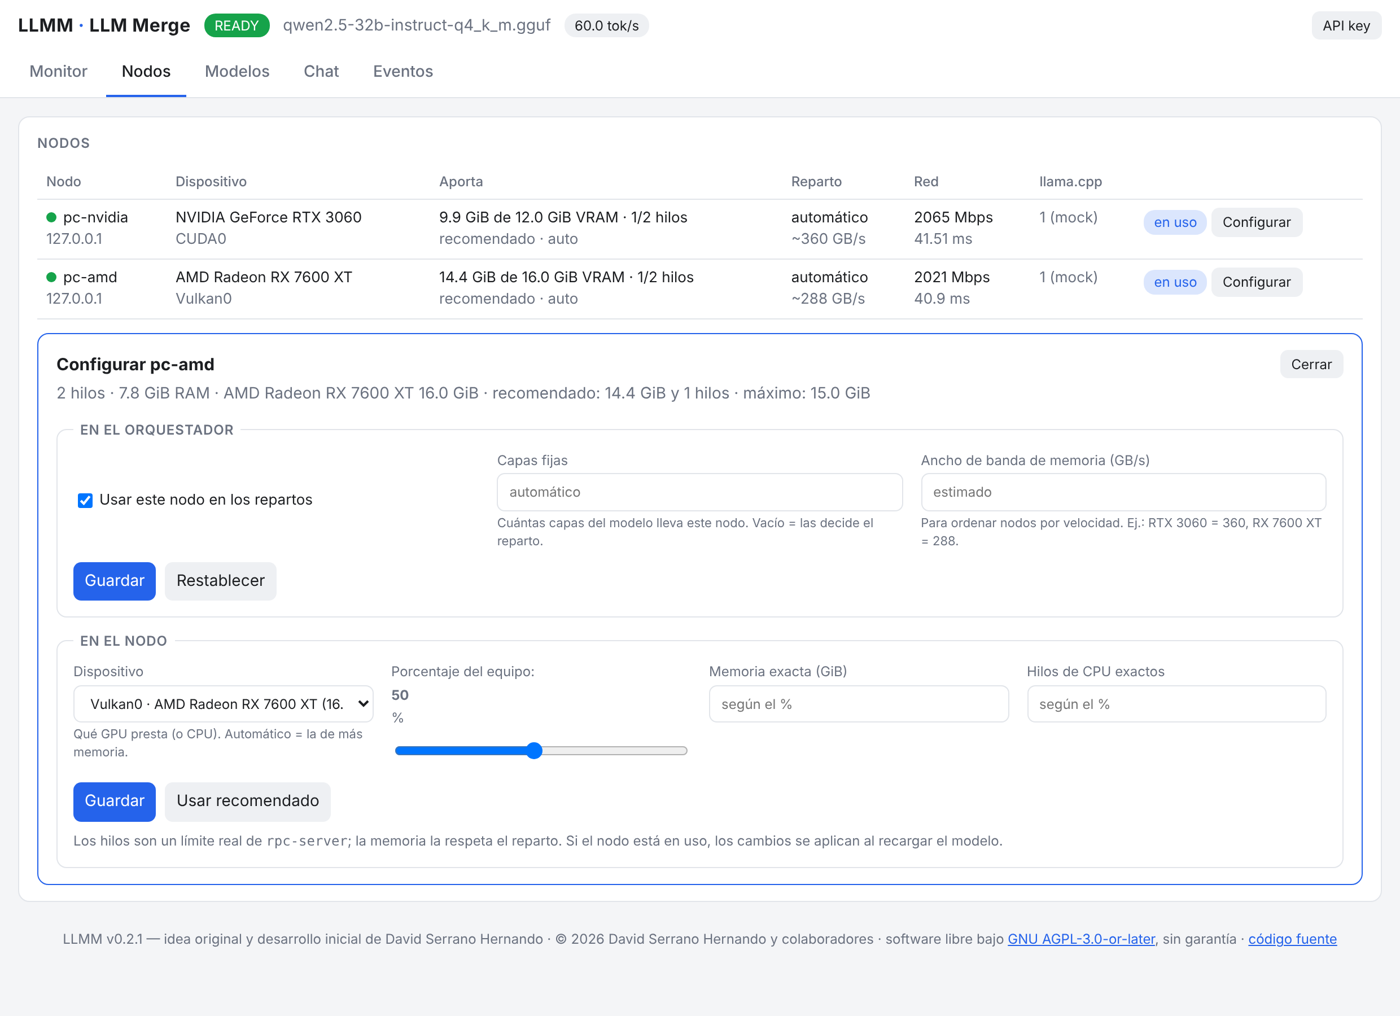 LLMM · LLM Merge READY qwen2.5-32b-instruct-q4_k_m.gguf 60.0 tok/s API key
Monitor Nodos Modelos Chat Eventos
NODOS
Nodo Dispositivo Aporta Reparto Red llama.cpp
pc-nvidia NVIDIA GeForce RTX 3060 9.9 GiB de 12.0 GiB VRAM · 1/2 hilos automático 2065 Mbps 1 (mock) en uso Configurar
127.0.0.1 CUDA0 recomendado · auto ~360 GB/s 41.51 ms
pc-amd AMD Radeon RX 7600 XT 14.4 GiB de 16.0 GiB VRAM · 1/2 hilos automático 2021 Mbps 1 (mock) en uso Configurar
127.0.0.1 Vulkan0 recomendado · auto ~288 GB/s 40.9 ms
Configurar pc-amd Cerrar
2 hilos · 7.8 GiB RAM · AMD Radeon RX 7600 XT 16.0 GiB · recomendado: 14.4 GiB y 1 hilos · máximo: 15.0 GiB
EN EL ORQUESTADOR
Usar este nodo en los repartos
Capas fijas
automático
Cuántas capas del modelo lleva este nodo. Vacío = las decide el
reparto.
Ancho de banda de memoria (GB/s)
estimado
Para ordenar nodos por velocidad. Ej.: RTX 3060 = 360, RX 7600 XT
= 288.
Guardar Restablecer
EN EL NODO
Dispositivo
Vulkan0 · AMD Radeon RX 7600 XT (16.
Qué GPU presta (o CPU). Automático = la de más
memoria.
Porcentaje del equipo:
50
%
Memoria exacta (GiB)
según el %
Hilos de CPU exactos
según el %
Guardar Usar recomendado
Los hilos son un límite real de rpc-server; la memoria la respeta el reparto. Si el nodo está en uso, los cambios se aplican al recargar el modelo.
LLMM v0.2.1 — idea original y desarrollo inicial de David Serrano Hernando · © 2026 David Serrano Hernando y colaboradores · software libre bajo GNU AGPL-3.0-or-later, sin garantía · código fuente